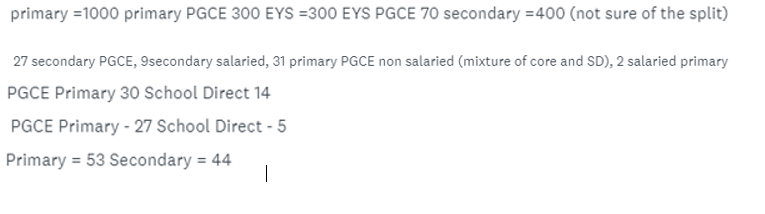 primary =1000 primary PGCE 300 EYS =300 EYS PGCE 70 secondary =400 (not sure of the split)
27 secondary PGCE, 9secondary salaried, 31 primary PGCE non salaried (mixture of core and SD), 2 salaried primary
PGCE Primary 30 School Direct 14
PGCE Primary - 27 School Direct - 5
Primary = 53 Secondary = 44